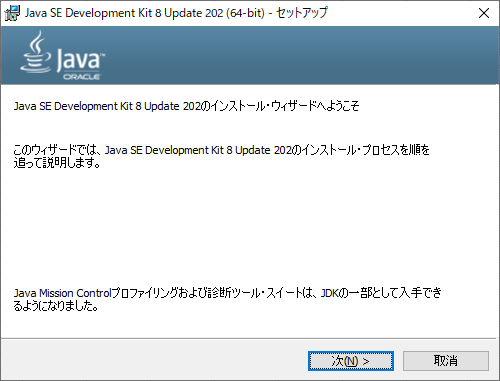 Java SE Development Kit 8 Update 202 (64-bit) - セットアップ
Java
ORACLE
Java SE Development Kit 8 Update 202のインストール・ウィザードへようこそ
このウィザードでは、Java SE Development Kit 8 Update 202のインストール・プロセスを順を
追って説明します。
Java Mission Controlプロファイリングおよび診断ツール・スイートは、JDKの一部として入手でき
るようになりました。
次(N) >
取消